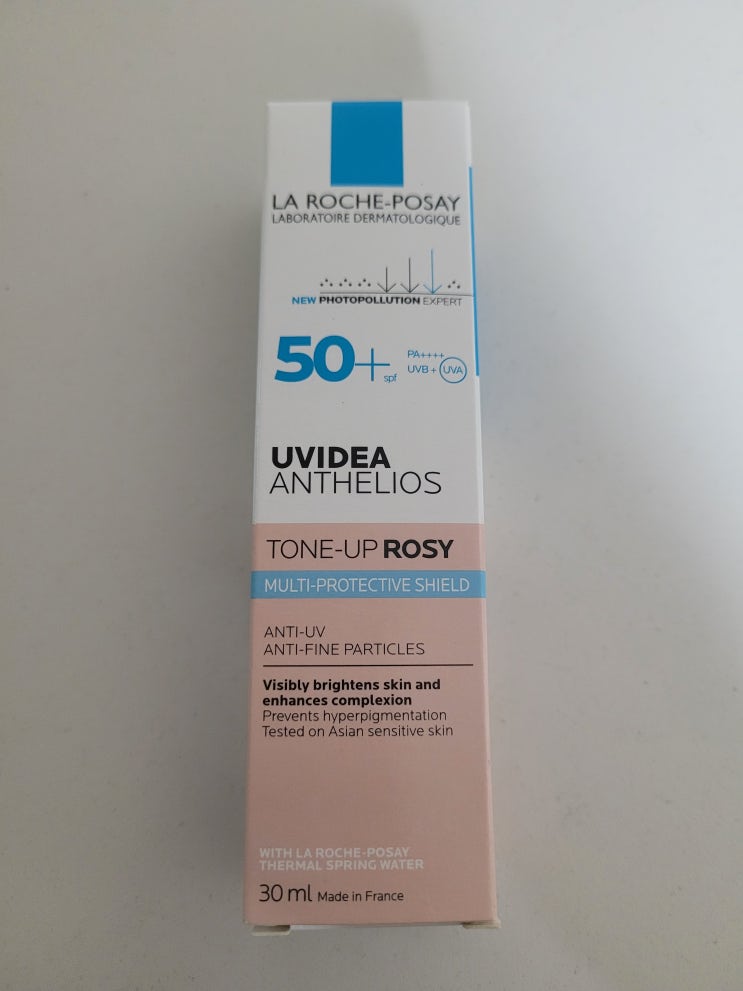 LA ROCHE-POSAY
LABORATOIRE DERMATOLOGIQUE
NEW PHOTOPOLLUTION EXPERT
50+ spf
PA++++
UVB + UVA
UVIDEA
ANTHELIOS
TONE-UP ROSY
MULTI-PROTECTIVE SHIELD
ANTI-UV
ANTI-FINE PARTICLES
Visibly brightens skin and
enhances complexion
Prevents hyperpigmentation
Tested on Asian sensitive skin
WITH LA ROCHE-POSAY
THERMAL SPRING WATER
30 ml Made in France